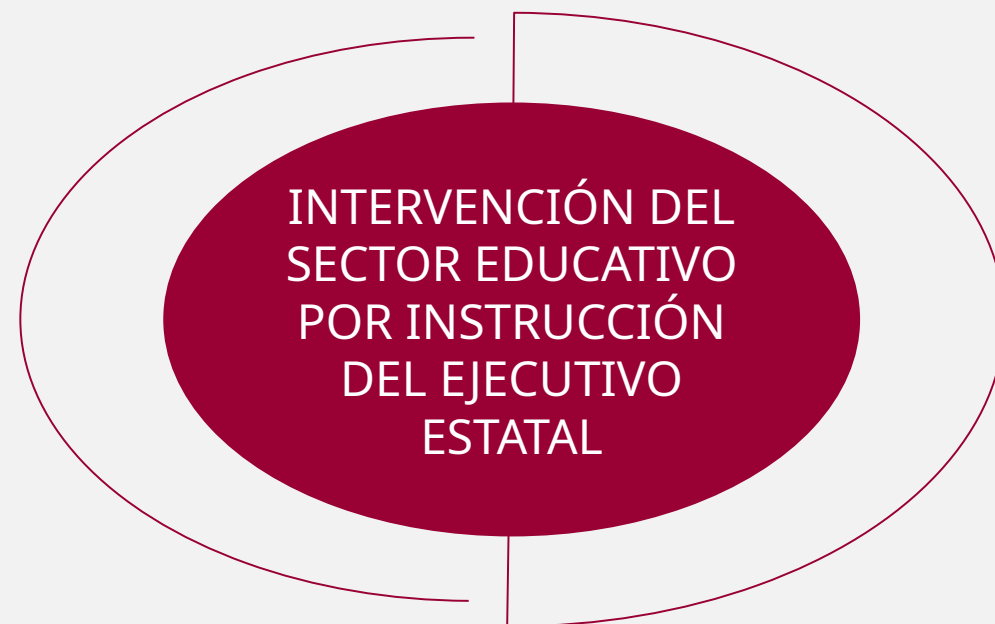 INTERVENCIÓN DEL
SECTOR EDUCATIVO
POR INSTRUCCIÓN
DEL EJECUTIVO
ESTATAL